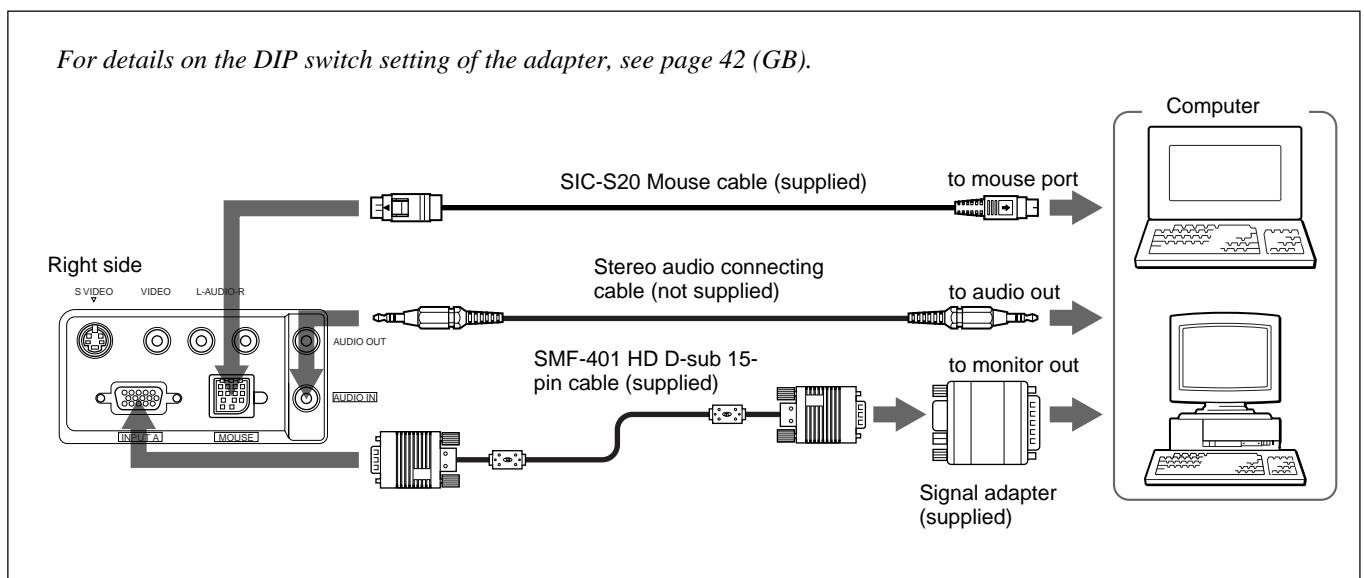 For details on the DIP switch setting of the adapter, see page 42 (GB).
Computer
SIC-S20 Mouse cable (supplied)
to mouse port
Right side
S VIDEO
VIDEO
L-AUDIO-R
Stereo audio connecting
cable (not supplied)
to audio out
AUDIO OUT
SMF-401 HD D-sub 15-
pin cable (supplied)
to monitor out
AUDIO IN
INPUT A
MOUSE
Signal adapter
(supplied)